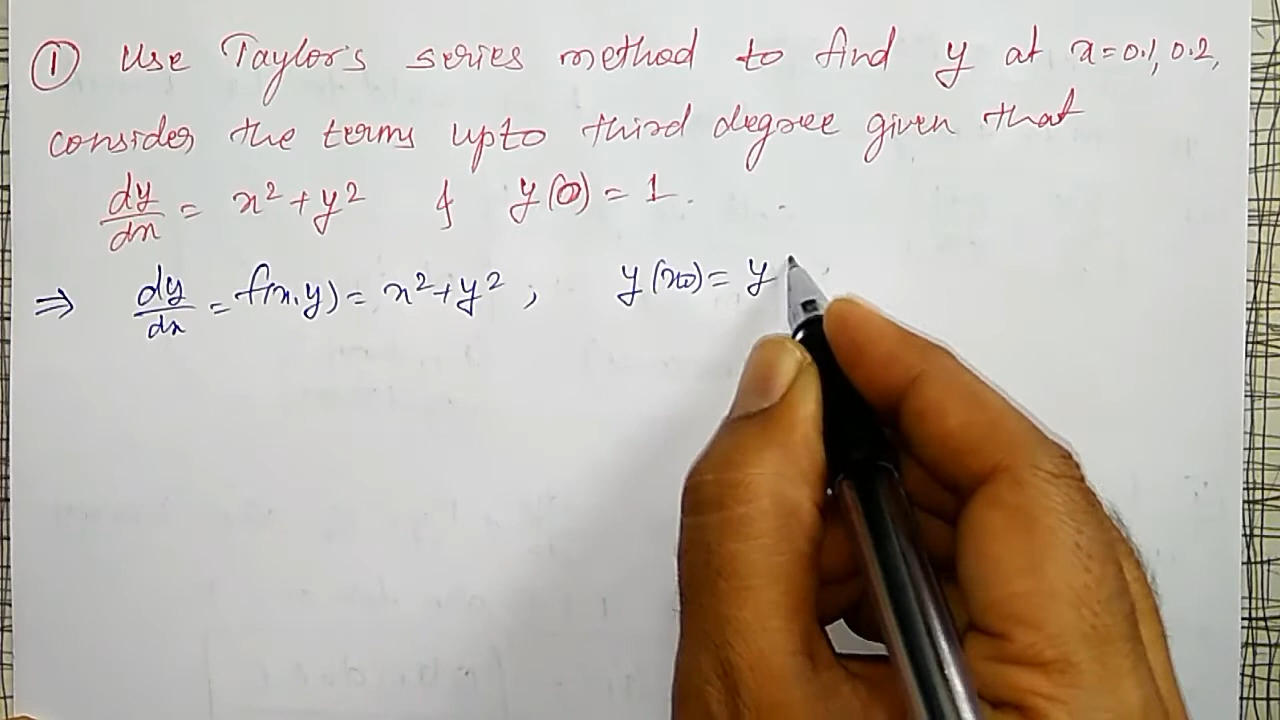 ① Use Taylor's series method to find y at x=0.1, 0.2,
consider the terms upto third degree given that
dy/dx = x² + y² & y(0) = 1.
⇒ dy/dx = f(x,y) = x² + y² , y(x₀) = y